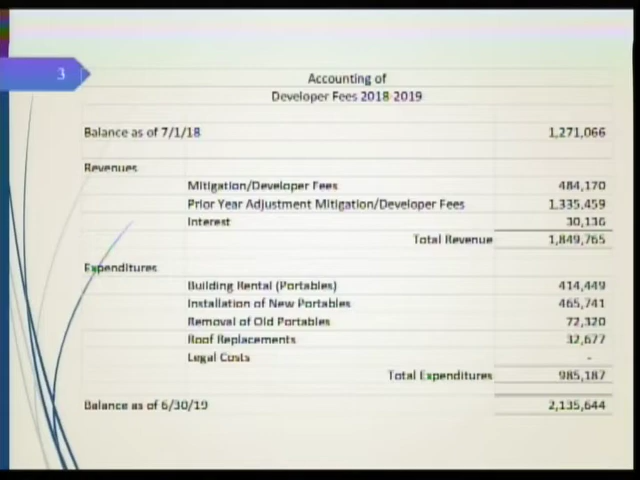 3
Accounting of
Developer Fees 2018-2019
Balance as of 7/1/18 1,271,066
Revenues
Mitigation/Developer Fees 484,170
Prior Year Adjustment Mitigation/Developer Fees 1,335,459
Interest 30,136
Total Revenue 1,849,765
Expenditures
Building Rental (Portables) 414,449
Installation of New Portables 465,741
Removal of Old Portables 72,320
Roof Replacements 32,677
Legal Costs -
Total Expenditures 985,187
Balance as of 6/30/19 2,135,644